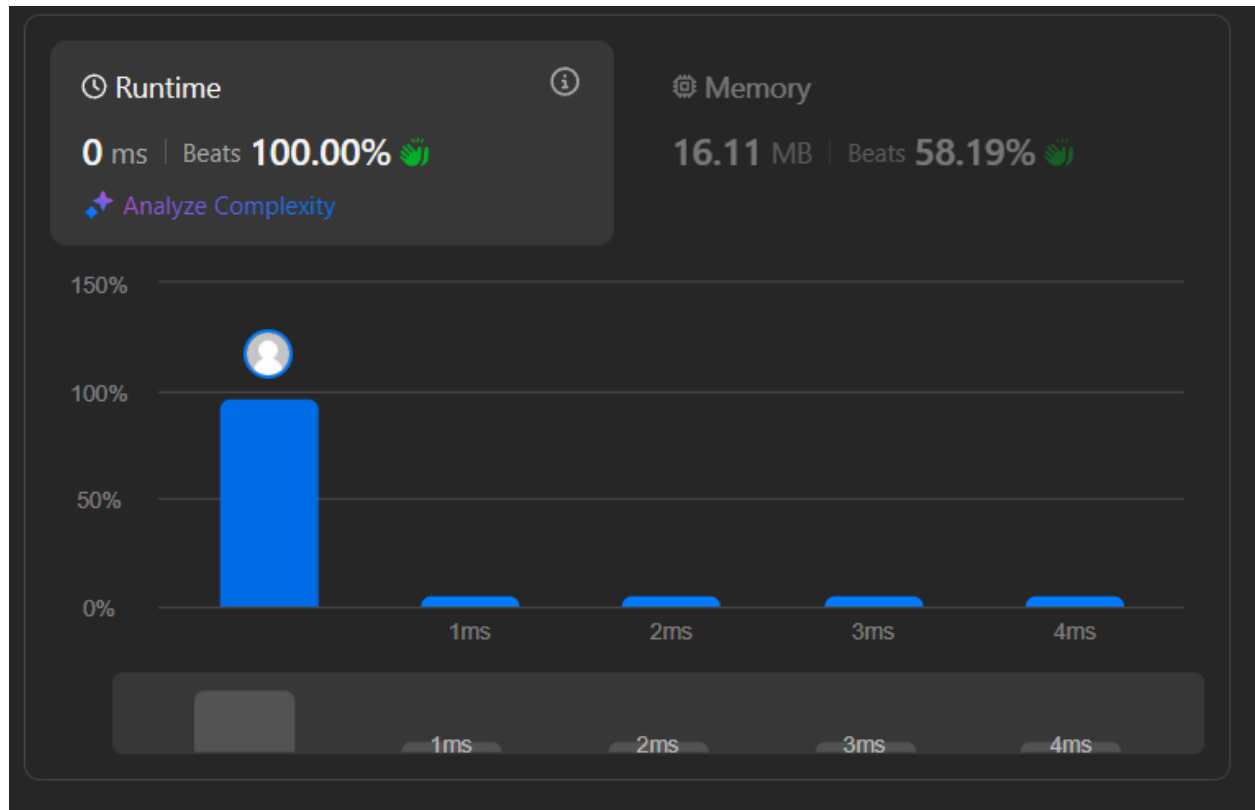 Runtime
0 ms | Beats 100.00%
Analyze Complexity
Memory
16.11 MB | Beats 58.19%
150%
100%
50%
0%
1ms 2ms 3ms 4ms
1ms 2ms 3ms 4ms